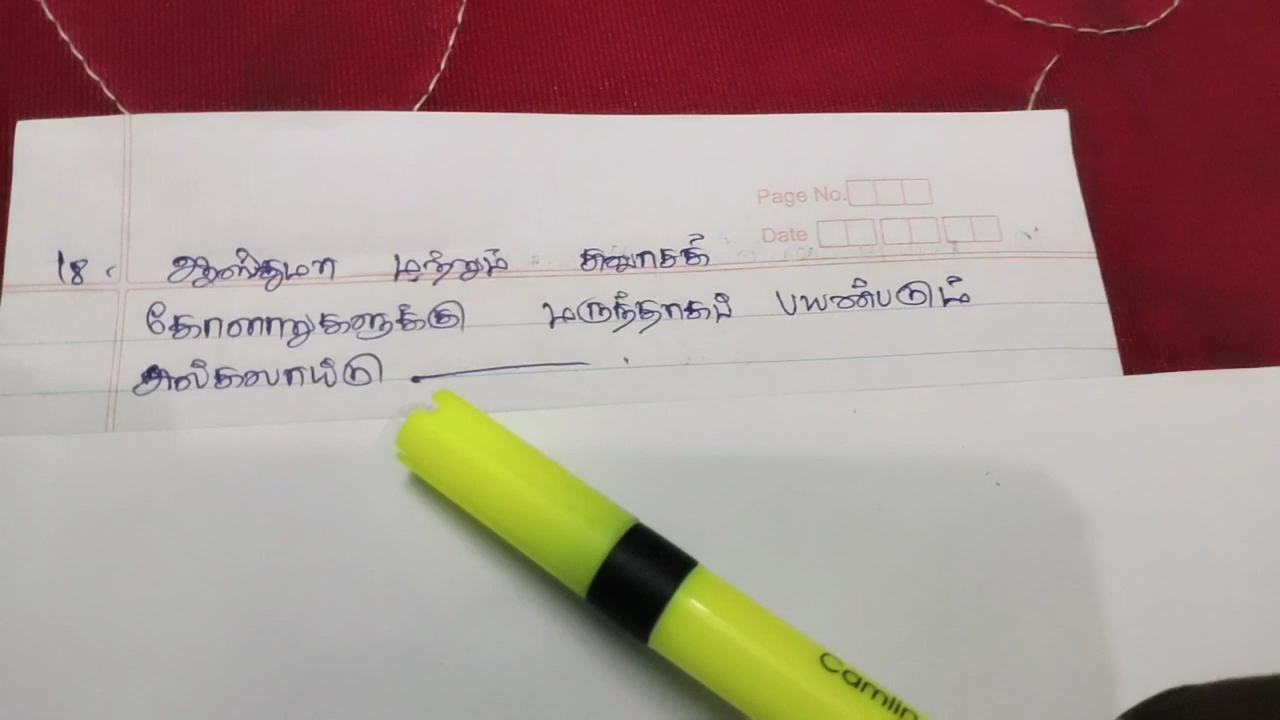 Page No.
Date
18. ஆஸ்துமா மற்றும் சுவாசக்
கோளாறுகளுக்கு மருந்தாகப் பயன்படும்
அல்கலாய்டு ———.
Camlin